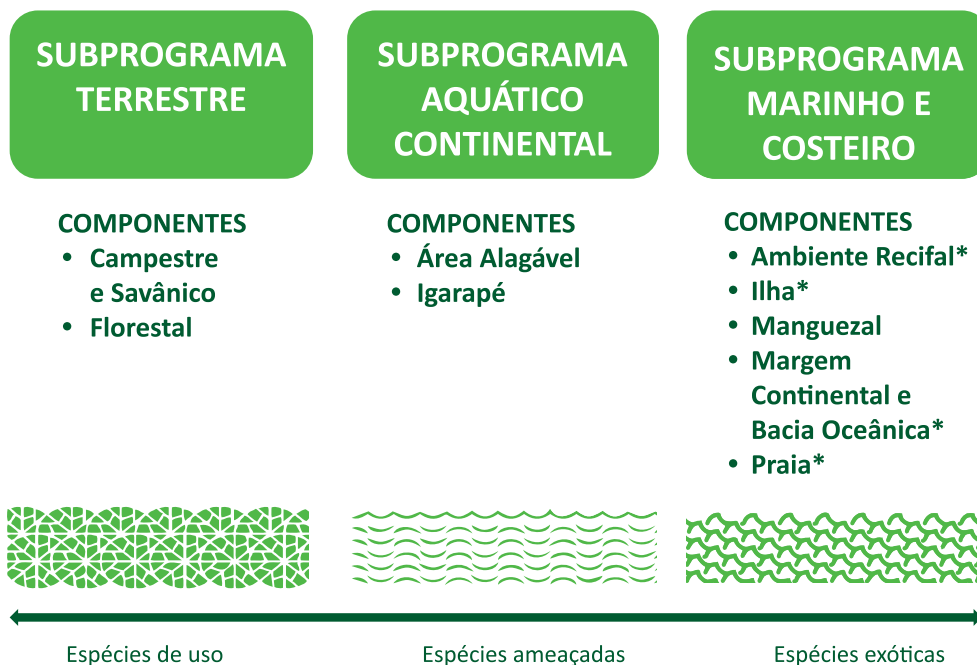 SUBPROGRAMA
TERRESTRE
SUBPROGRAMA
AQUÁTICO
CONTINENTAL
SUBPROGRAMA
MARINHO E
COSTEIRO
COMPONENTES
• Campestre
e Savânico
• Florestal
COMPONENTES
• Área Alagável
• Igarapé
COMPONENTES
• Ambiente Recifal*
• Ilha*
• Manguezal
• Margem
Continental e
Bacia Oceânica*
• Praia*
Espécies de uso
Espécies ameaçadas
Espécies exóticas